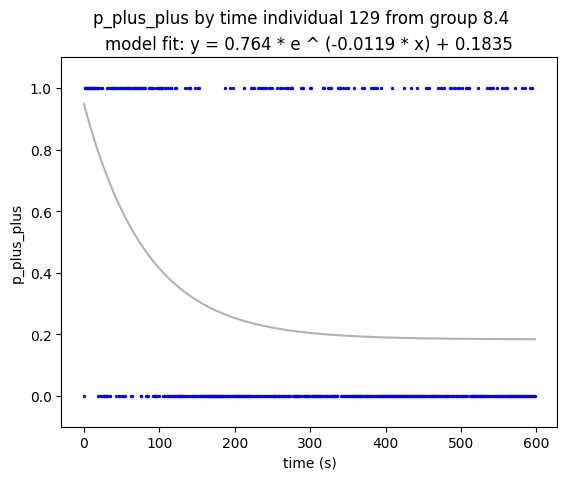 p_plus_plus by time individual 129 from group 8.4
model fit: y = 0.764 * e ^ (-0.0119 * x) + 0.1835
1.0
0.8
0.6
0.4
0.2
0.0
p_plus_plus
0 100 200 300 400 500 600
time (s)